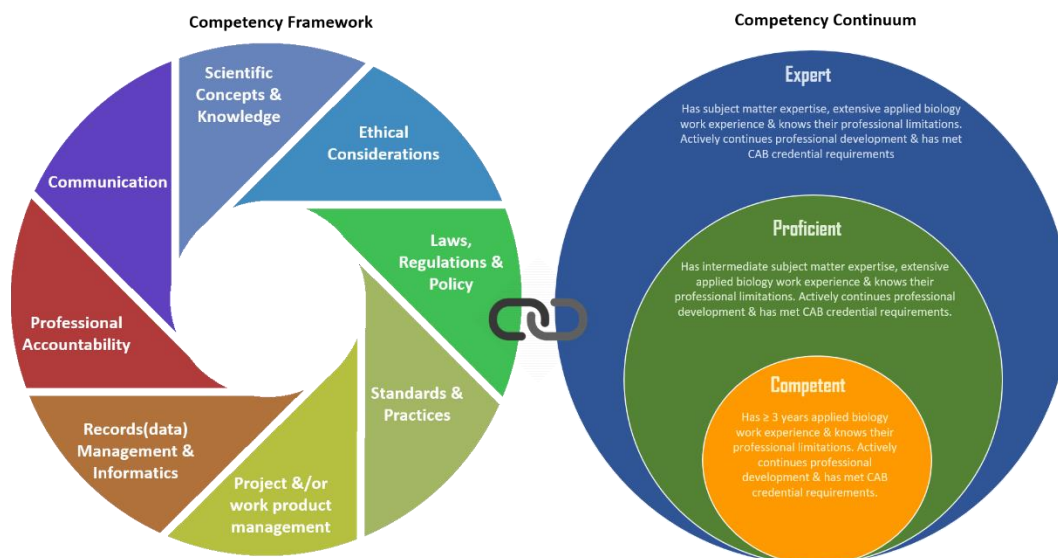 Competency Framework
Scientific
Concepts &
Knowledge
Ethical
Considerations
Laws,
Regulations &
Policy
Standards &
Practices
Project &/or
work product
management
Records(data)
Management &
Informatics
Professional
Accountability
Communication
Competency Continuum
Expert
Has subject matter expertise, extensive applied biology
work experience & knows their professional limitations.
Actively continues professional development & has met
CAB credential requirements
Proficient
Has intermediate subject matter expertise, extensive
applied biology work experience & knows their
professional limitations. Actively continues professional
development & has met CAB credential requirements.
Competent
Has ≥ 3 years applied biology
work experience & knows their
professional limitations. Actively
continues professional
development & has met CAB
credential requirements.